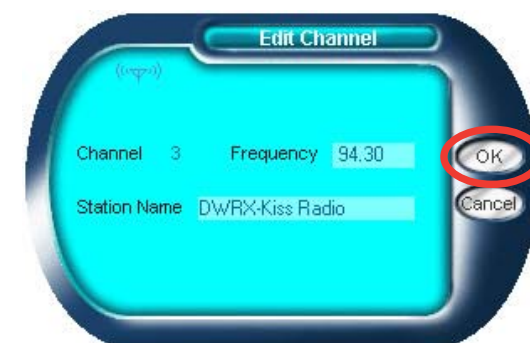 Edit Channel
Channel 3 Frequency 94.30 OK
Station Name DWRX-Kiss Radio Cancel